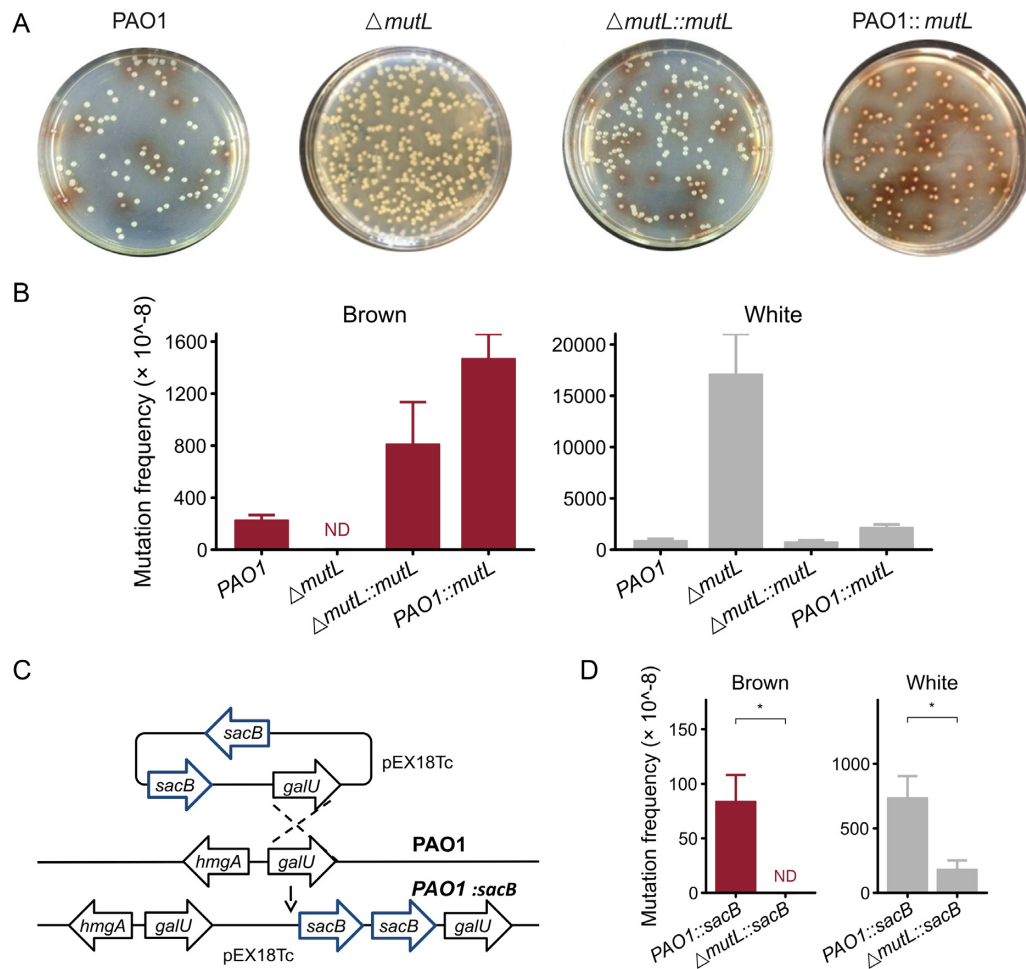 A
PAO1
△mutL
△mutL::mutL
PAO1::mutL
B
Brown
White
Mutation frequency (× 10^-8)
1600
1200
800
400
0
ND
20000
15000
10000
5000
0
PAO1
△mutL
△mutL::mutL
PAO1::mutL
PAO1
△mutL
△mutL::mutL
PAO1::mutL
C
sacB
pEX18Tc
sacB
galU
PAO1
hmgA
galU
PAO1 :sacB
hmgA
galU
sacB
sacB
galU
pEX18Tc
D
Brown
White
Mutation frequency (× 10^-8)
150
100
50
0
*
ND
1000
500
0
*
PAO1::sacB
△mutL::sacB
PAO1::sacB
△mutL::sacB